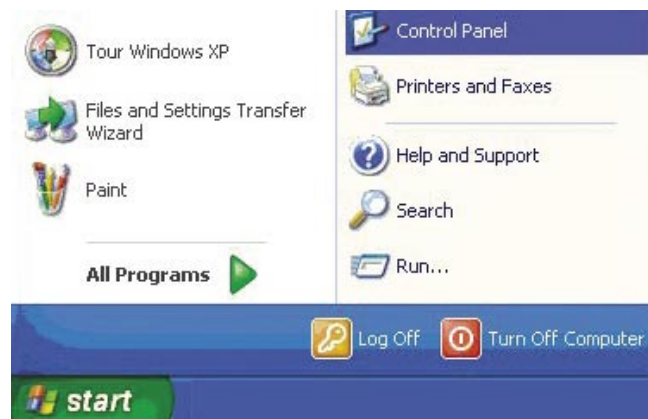 Tour Windows XP
Files and Settings Transfer
Wizard
Paint
All Programs
Control Panel
Printers and Faxes
Help and Support
Search
Run...
Log Off
Turn Off Computer
start